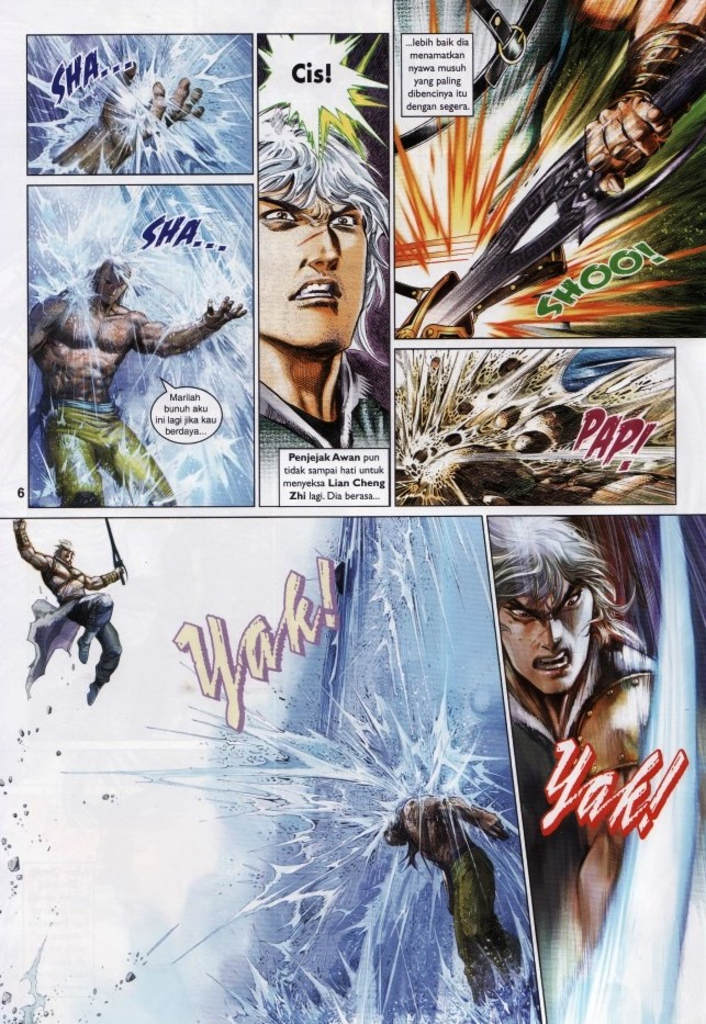 SHA...
SHA...
Marilah
bunuh aku
ini lagi jika kau
berdaya...
Cis!
Penjejak Awan pun
tidak sampai hati untuk
menyeksa Lian Cheng
Zhi lagi. Dia berasa...
...lebih baik dia
menamatkan
nyawa musuh
yang paling
dibencinya itu
dengan segera.
SHOO!
PAP!
6
Yak!
Yak!